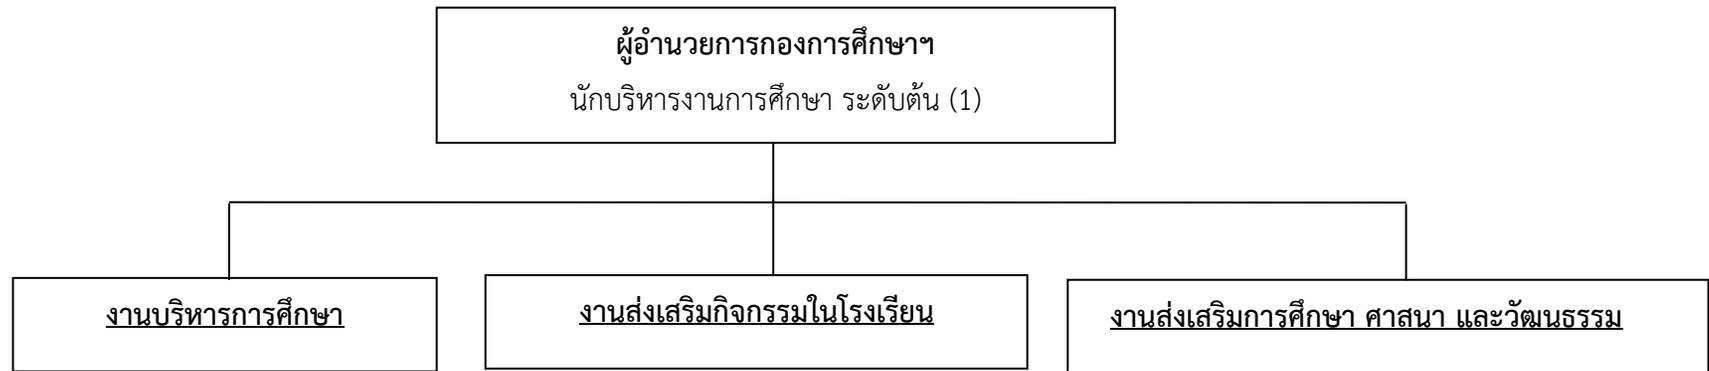 ผู้อำนวยการกองการศึกษาฯ
นักบริหารงานการศึกษา ระดับต้น (1)
งานบริหารการศึกษา
งานส่งเสริมกิจกรรมในโรงเรียน
งานส่งเสริมการศึกษา ศาสนา และวัฒนธรรม